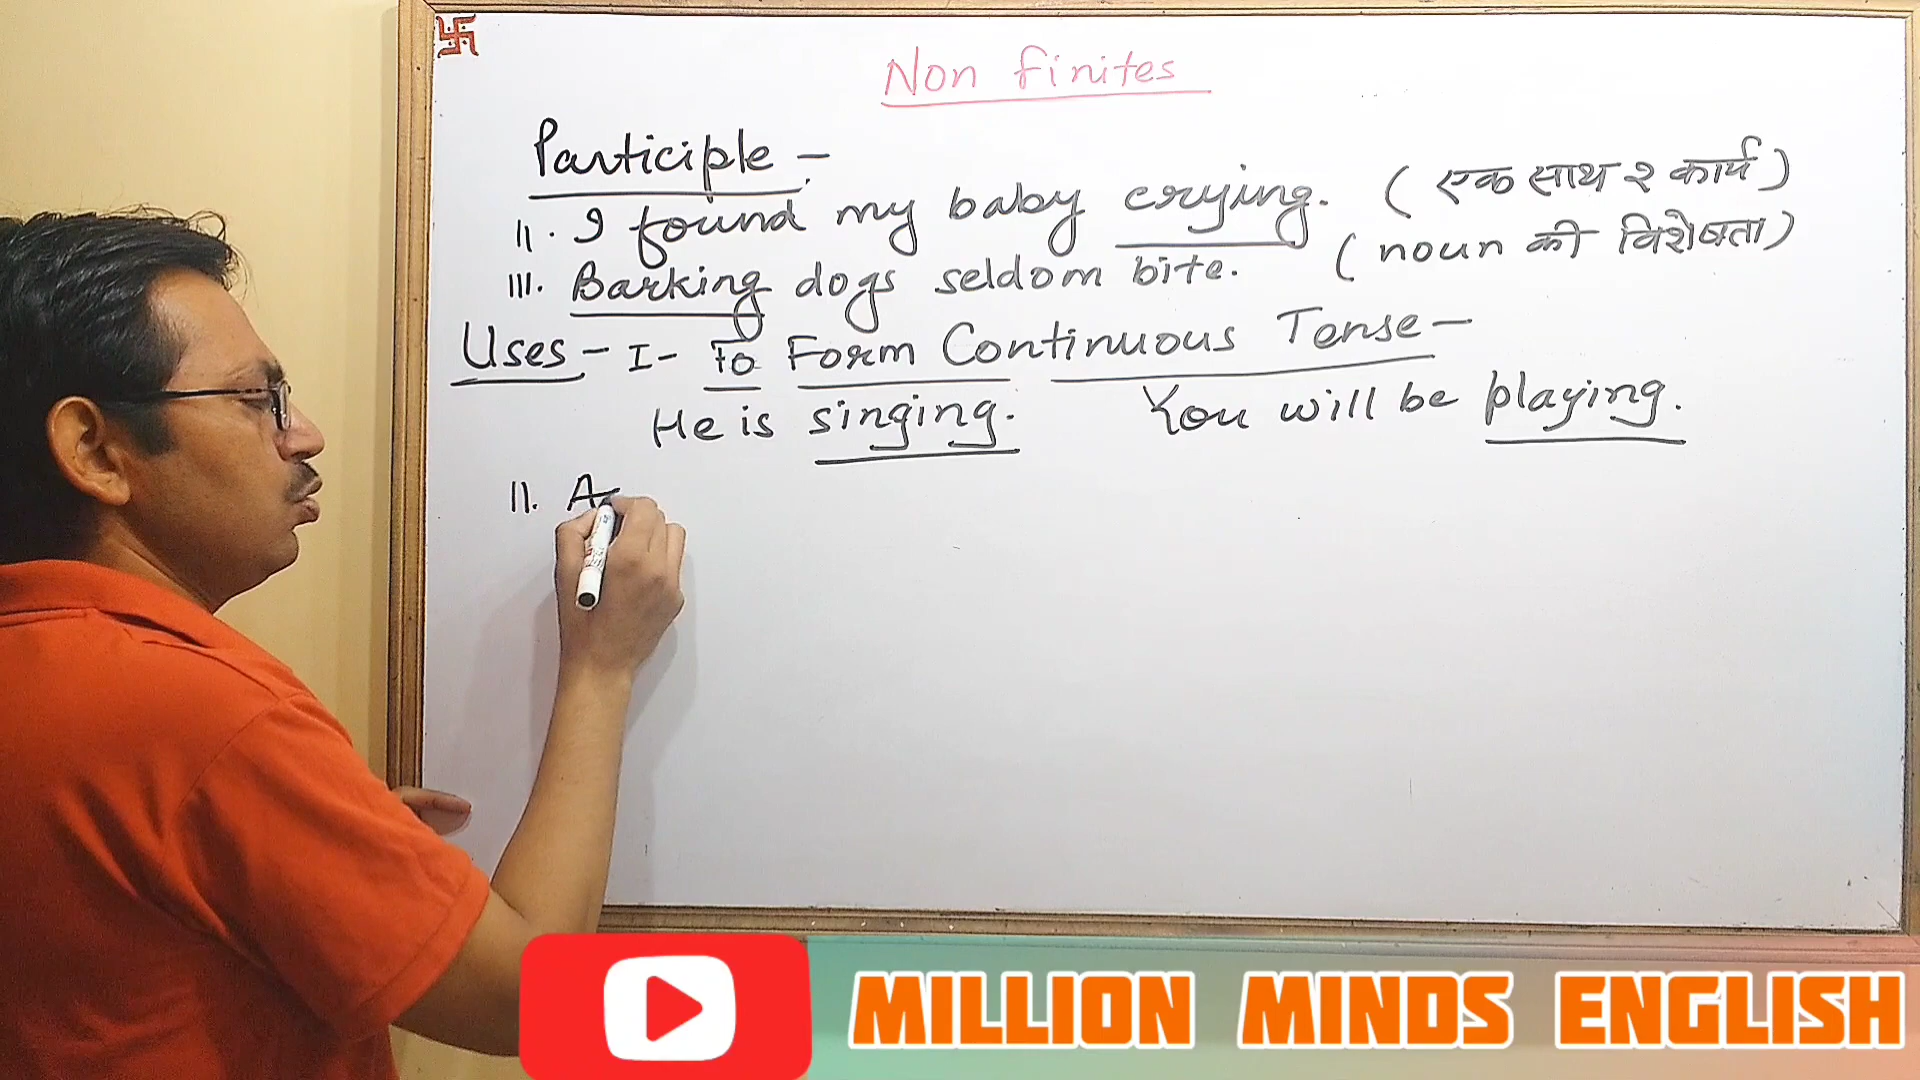 Non finites
Participle -
II. I found my baby crying. (एक साथ २ कार्य)
III. Barking dogs seldom bite. (noun की विशेषता)
Uses - I - To Form Continuous Tense -
He is singing. You will be playing.
II. A
MILLION MINDS ENGLISH